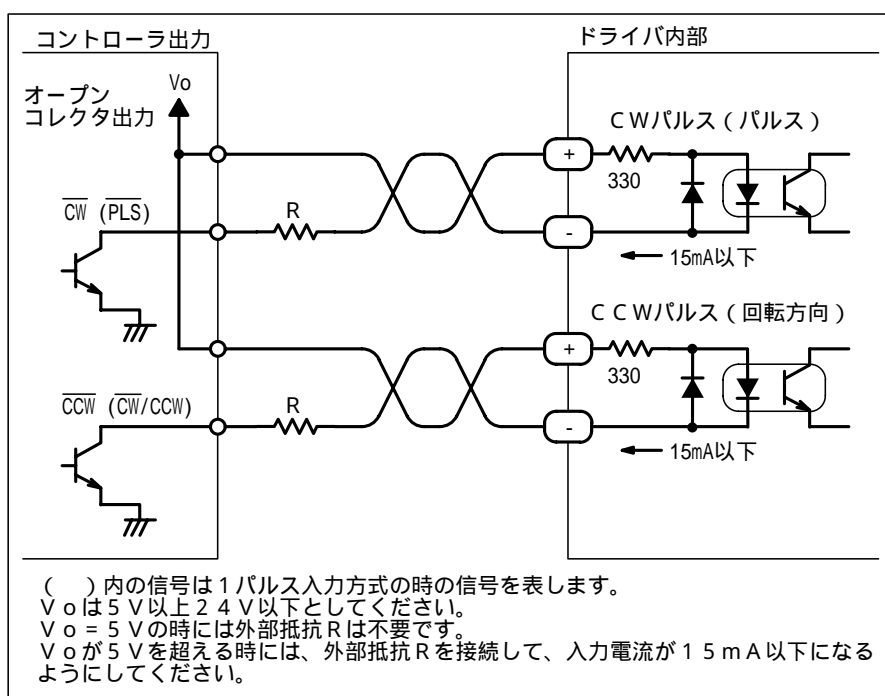 コントローラ出力
ドライバ内部
オープン
コレクタ出力
Vo
CWパルス（パルス）
+
330
CW (PLS)
R
-
15mA以下
CCWパルス（回転方向）
+
330
CCW (CW/CCW)
R
-
15mA以下
（　）内の信号は１パルス入力方式の時の信号を表します。
Ｖｏは５Ｖ以上２４Ｖ以下としてください。
Ｖｏ＝５Ｖの時には外部抵抗Ｒは不要です。
Ｖｏが５Ｖを超える時には、外部抵抗Ｒを接続して、入力電流が１５ｍＡ以下になる
ようにしてください。